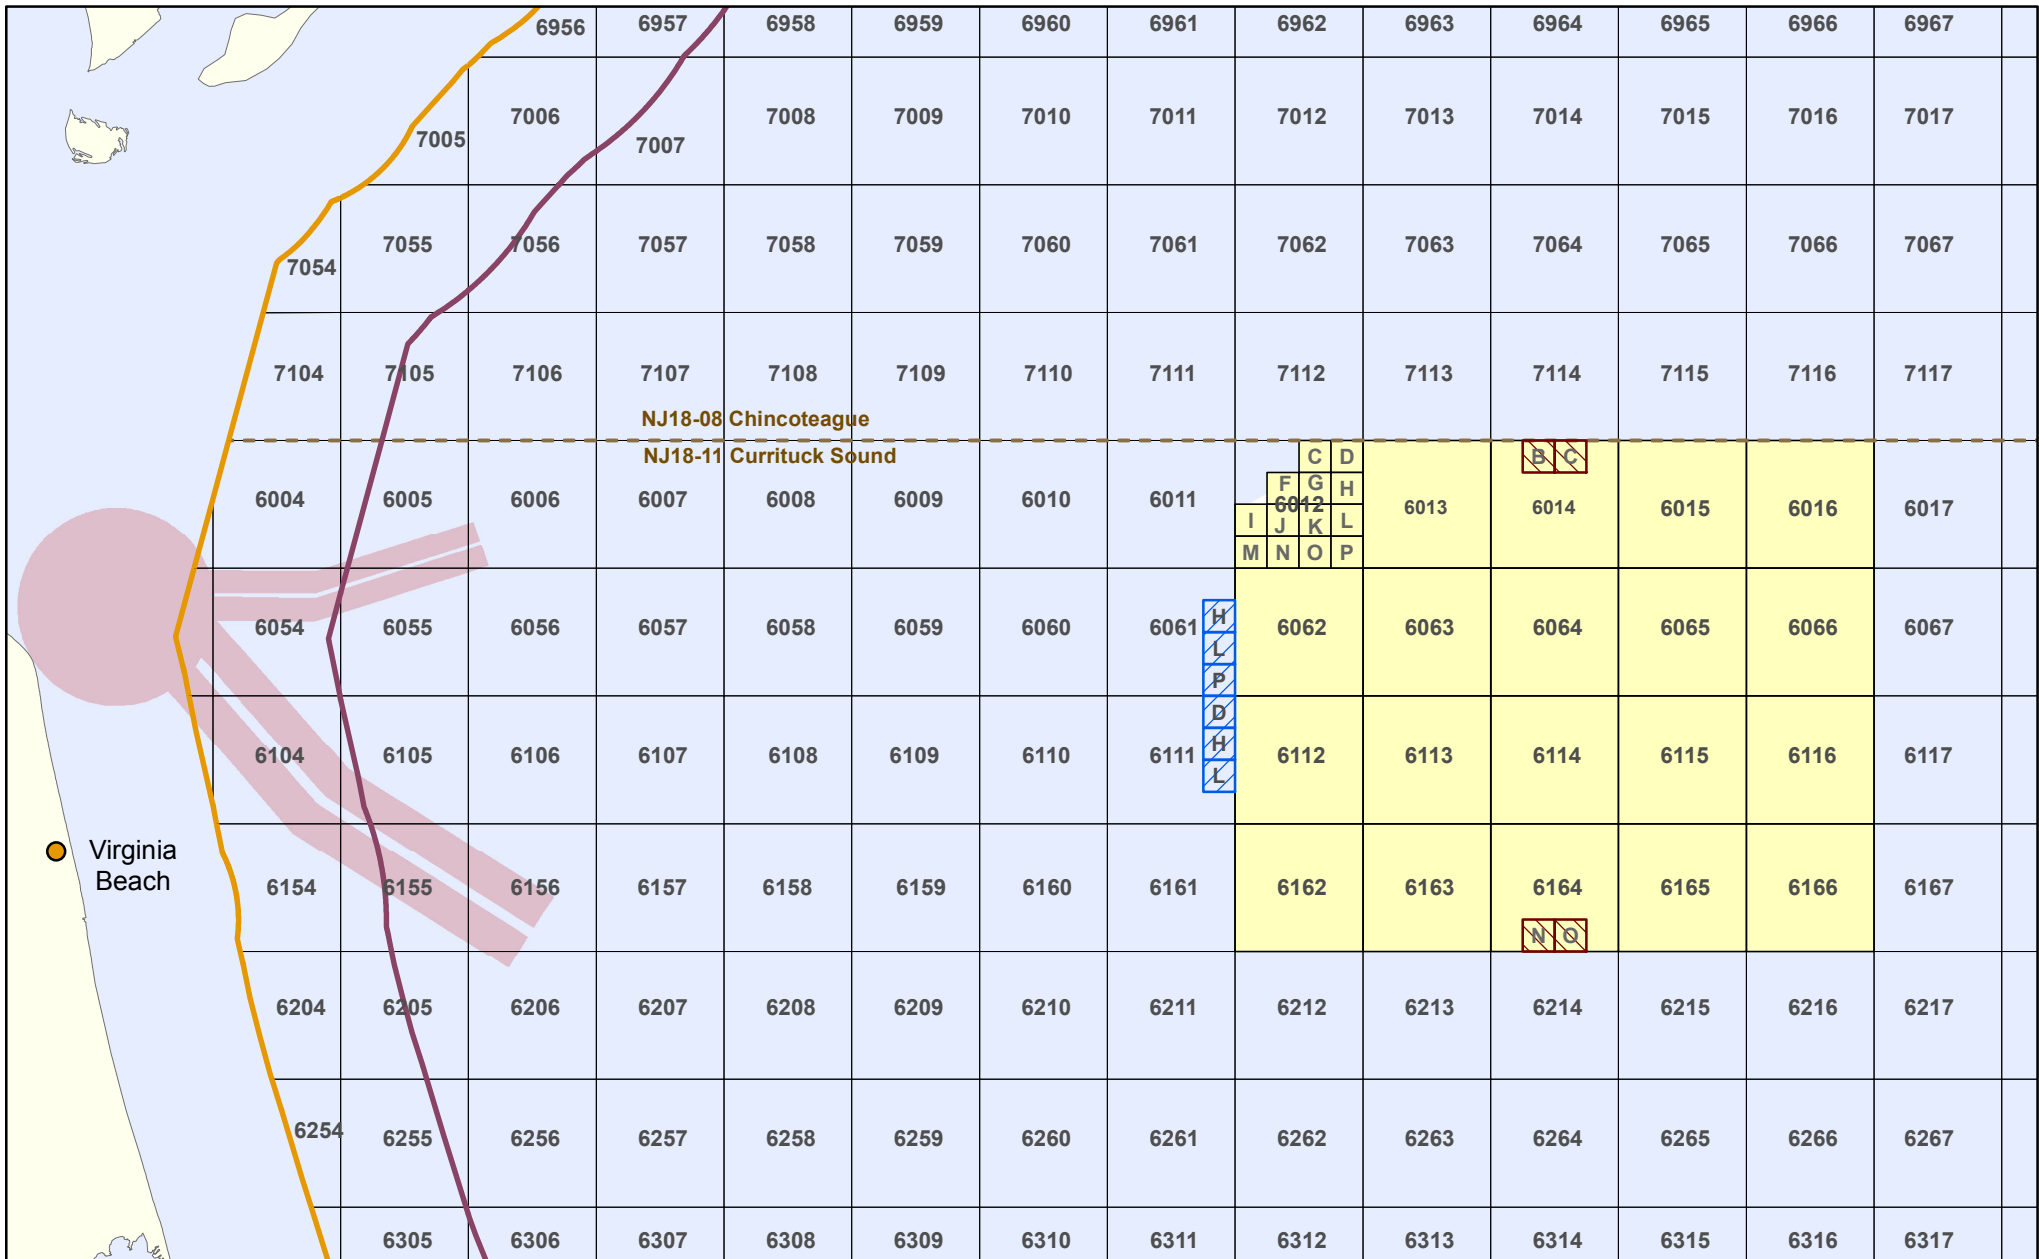 6956 6957 6958 6959 6960 6961 6962 6963 6964 6965 6966 6967
7005 7006 7007 7008 7009 7010 7011 7012 7013 7014 7015 7016 7017
7054 7055 7056 7057 7058 7059 7060 7061 7062 7063 7064 7065 7066 7067
7104 7105 7106 7107 7108 7109 7110 7111 7112 7113 7114 7115 7116 7117
NJ18-08 Chincoteague
NJ18-11 Currituck Sound
C D B C
F G H
6004 6005 6006 6007 6008 6009 6010 6011 6012 6013 6014 6015 6016 6017
I J K L
M N O P
H
6054 6055 6056 6057 6058 6059 6060 6061 6062 6063 6064 6065 6066 6067
L
P
D
H
6104 6105 6106 6107 6108 6109 6110 6111 6112 6113 6114 6115 6116 6117
L
Virginia
Beach
6154 6155 6156 6157 6158 6159 6160 6161 6162 6163 6164 6165 6166 6167
N O
6204 6205 6206 6207 6208 6209 6210 6211 6212 6213 6214 6215 6216 6217
6254 6255 6256 6257 6258 6259 6260 6261 6262 6263 6264 6265 6266 6267
6305 6306 6307 6308 6309 6310 6311 6312 6313 6314 6315 6316 6317